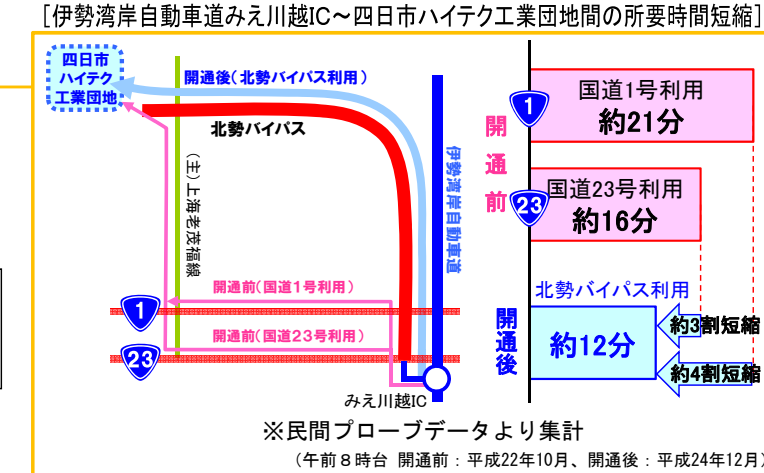 [伊勢湾岸自動車道みえ川越IC～四日市ハイテク工業団地間の所要時間短縮]
四日市
ハイテク
工業団地
開通後(北勢バイパス利用)
北勢バイパス
(主)上海老茂福線
伊勢湾岸自動車道
開通前(国道1号利用)
1
開通前(国道23号利用)
23
みえ川越IC
開通前
1
国道1号利用
約21分
23
国道23号利用
約16分
開通後
北勢バイパス利用
約12分
約3割短縮
約4割短縮
※民間プローブデータより集計
(午前８時台 開通前：平成22年10月、開通後：平成24年12月)